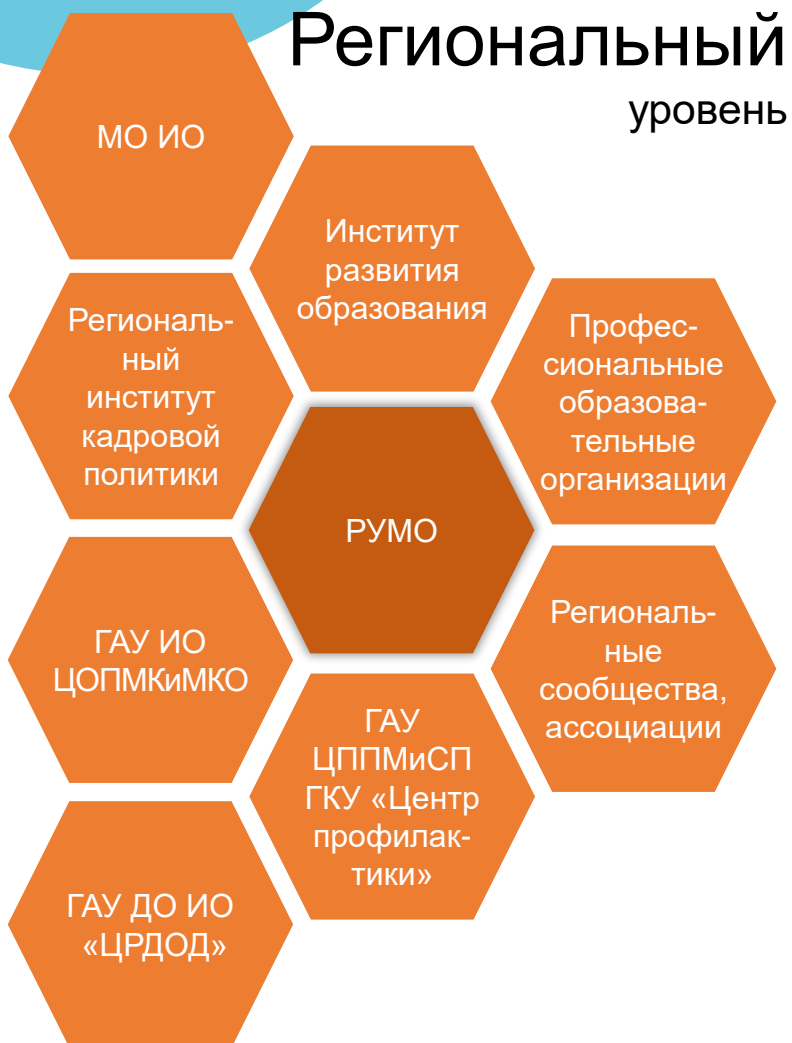 Региональный
уровень
МО ИО
Институт
развития
образования
Региональ-
ный
институт
кадровой
политики
Профес-
сиональные
образова-
тельные
организации
РУМО
ГАУ ИО
ЦОПМКиМКО
Региональ-
ные
сообщества,
ассоциации
ГАУ
ЦППМиСП
ГКУ «Центр
профилак-
тики»
ГАУ ДО ИО
«ЦРДОД»